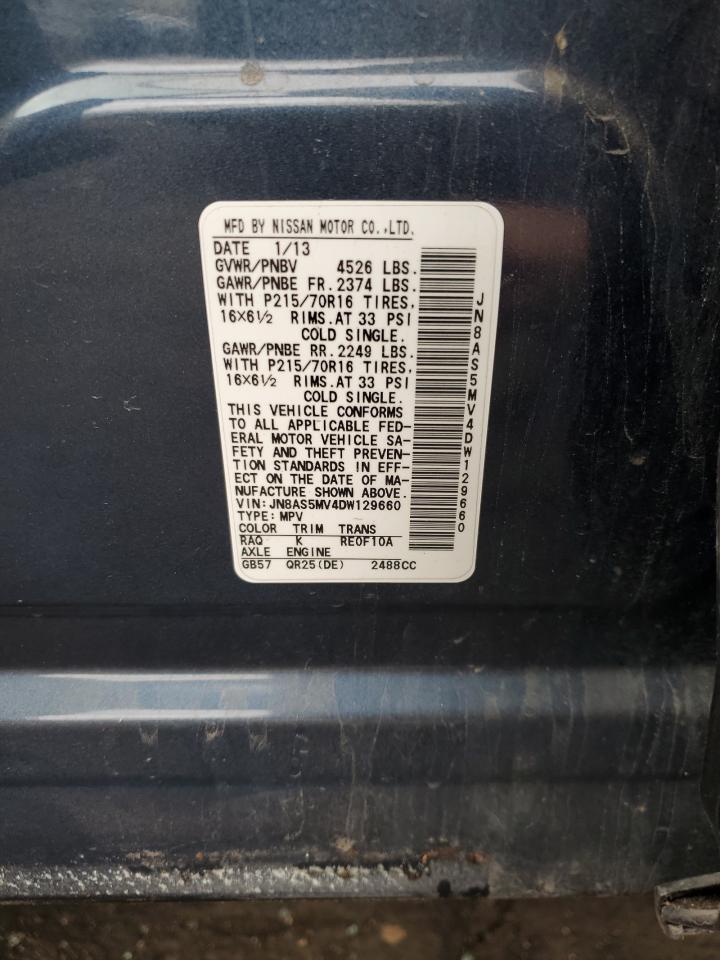 MFD BY NISSAN MOTOR CO.,LTD.
DATE 1/13
GVWR/PNBV 4526 LBS.
GAWR/PNBE FR. 2374 LBS.
WITH P215/70R16 TIRES,
16X6½ RIMS.AT 33 PSI
COLD SINGLE.
GAWR/PNBE RR. 2249 LBS.
WITH P215/70R16 TIRES,
16X6½ RIMS.AT 33 PSI
COLD SINGLE.
THIS VEHICLE CONFORMS
TO ALL APPLICABLE FED-
ERAL MOTOR VEHICLE SA-
FETY AND THEFT PREVEN-
TION STANDARDS IN EFF-
ECT ON THE DATE OF MA-
NUFACTURE SHOWN ABOVE.
VIN:JN8AS5MV4DW129660
TYPE:MPV
COLOR TRIM TRANS
RAQ K RE0F10A
AXLE ENGINE
GB57 QR25(DE) 2488CC
JN8AS5MV4DW129660